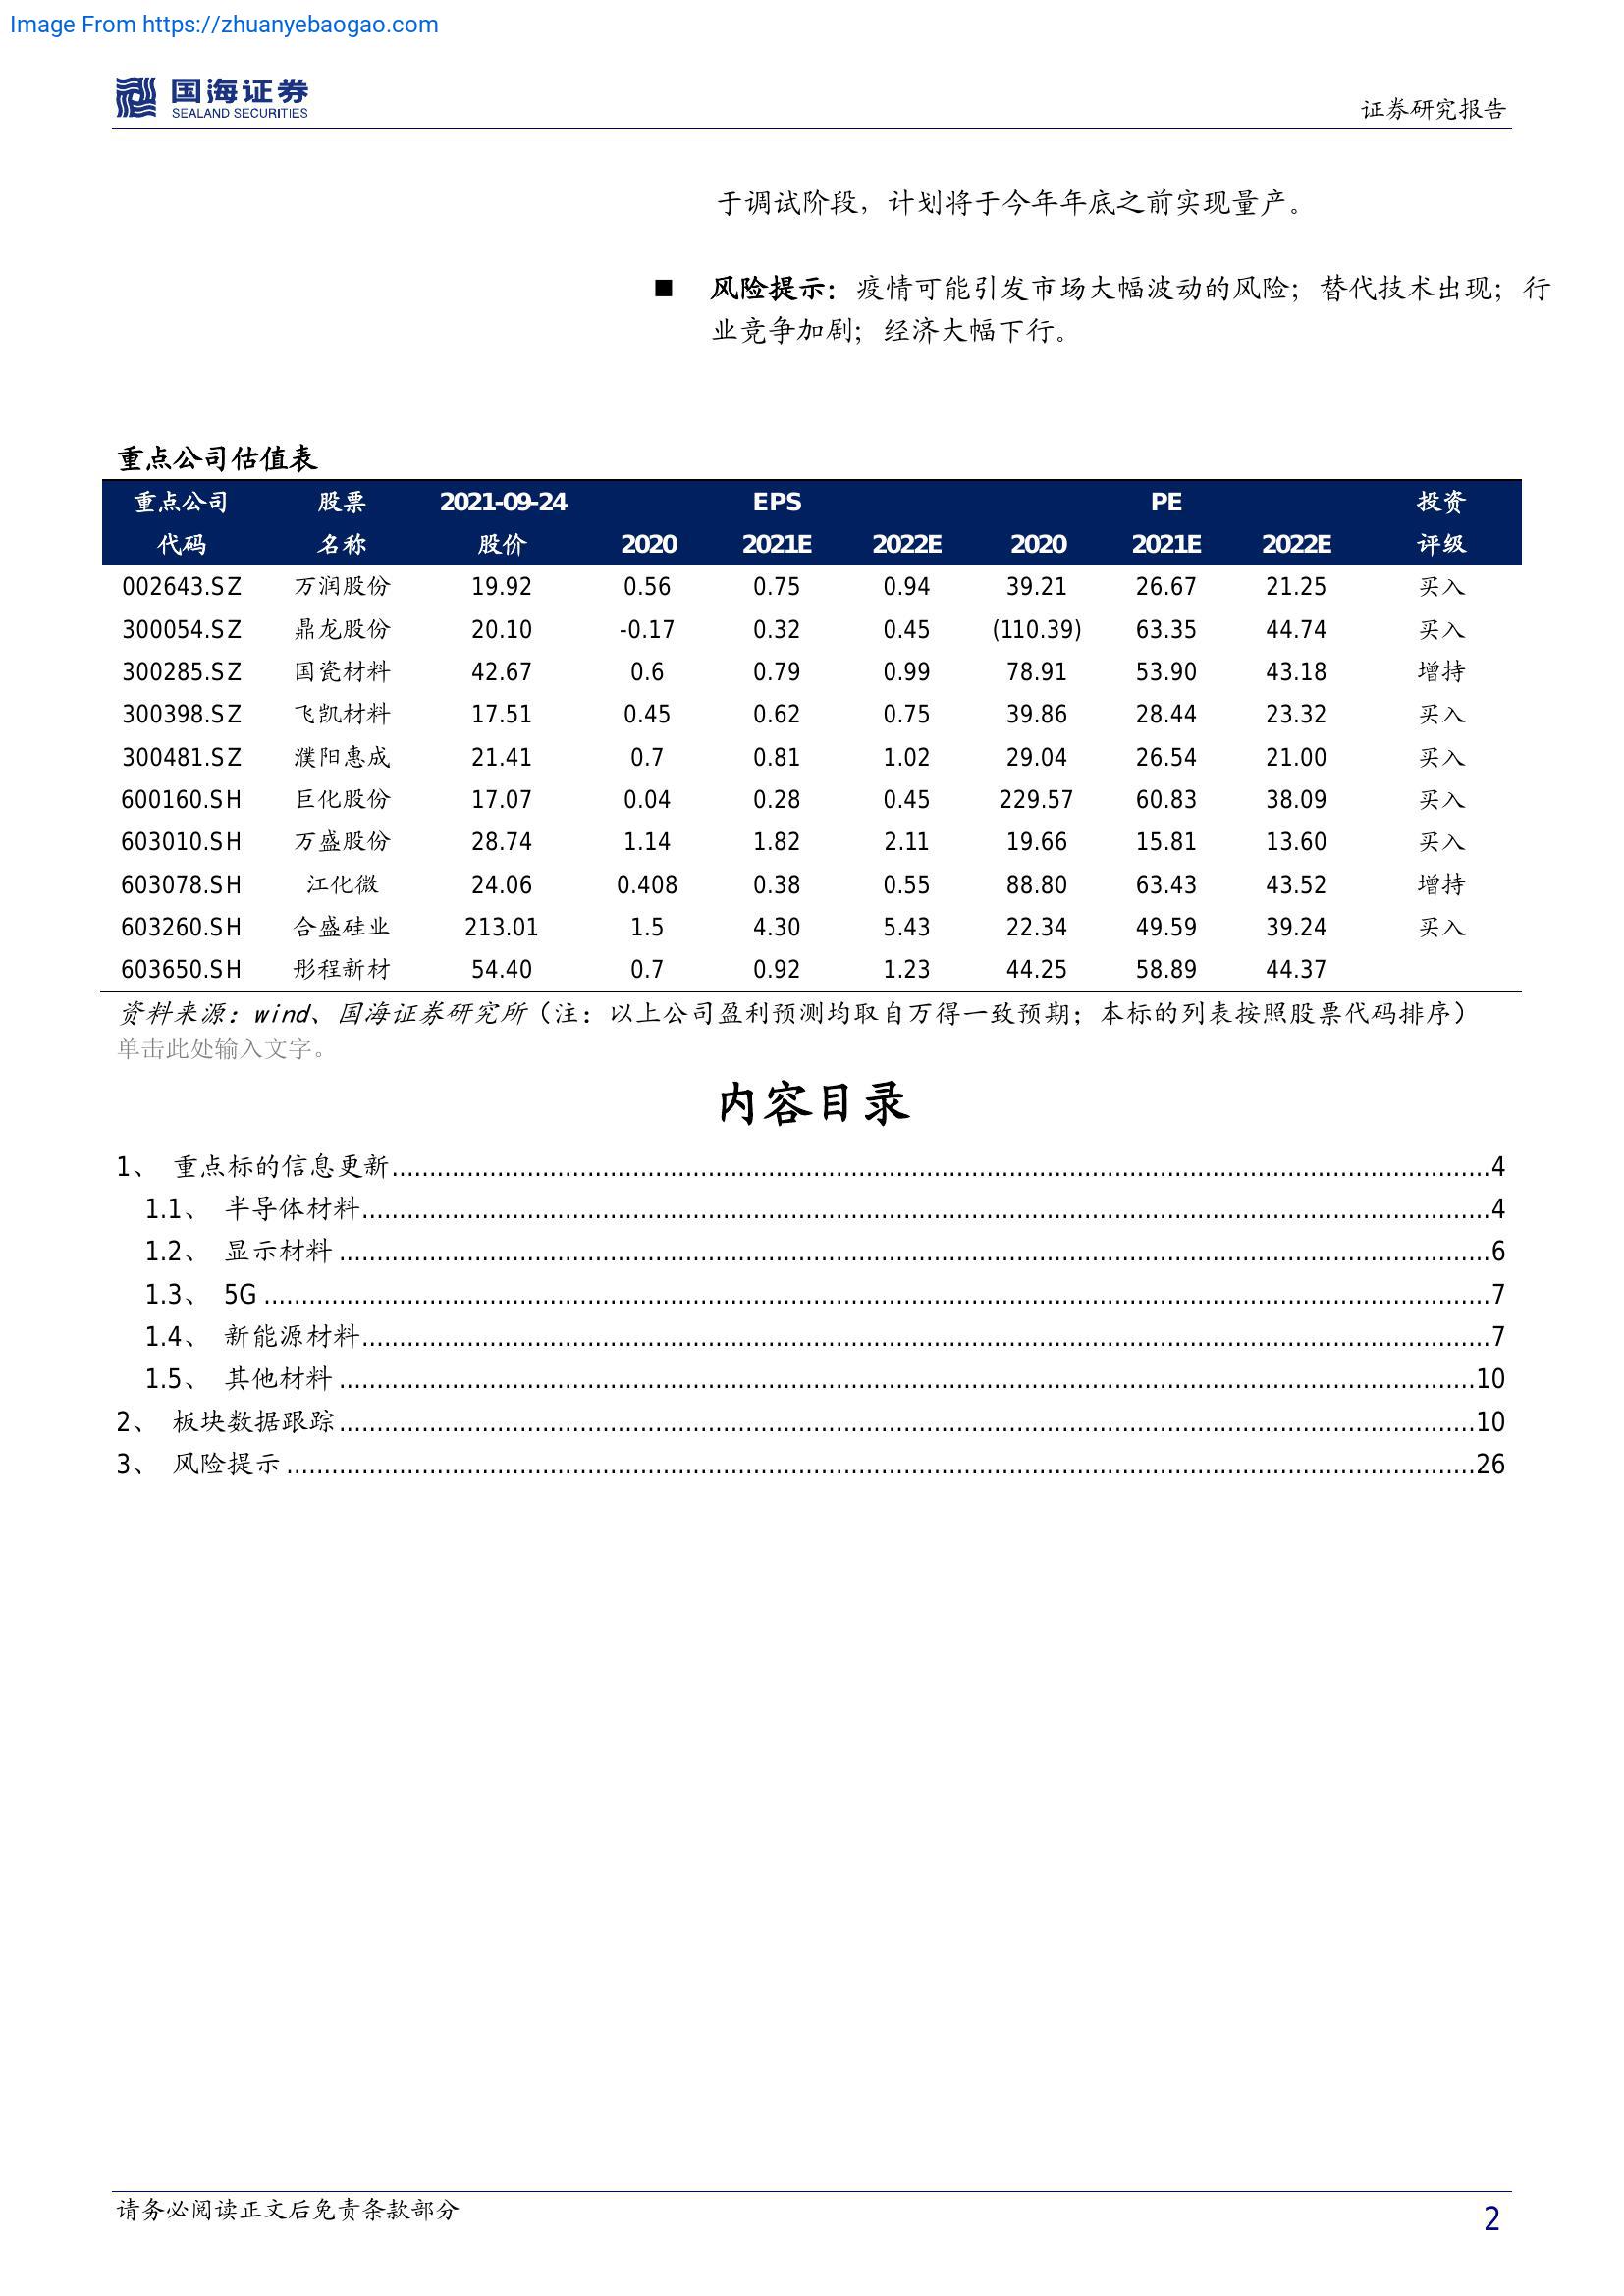 Image From https://zhuanyebaogao.com
国海证券
SEALAND SECURITIES
证券研究报告
于调试阶段，计划将于今年年底之前实现量产。
■ 风险提示：疫情可能引发市场大幅波动的风险；替代技术出现；行
业竞争加剧；经济大幅下行。
重点公司估值表
重点公司 股票 2021-09-24 EPS PE 投资
代码 名称 股价 2020 2021E 2022E 2020 2021E 2022E 评级
002643.SZ 万润股份 19.92 0.56 0.75 0.94 39.21 26.67 21.25 买入
300054.SZ 鼎龙股份 20.10 -0.17 0.32 0.45 (110.39) 63.35 44.74 买入
300285.SZ 国瓷材料 42.67 0.6 0.79 0.99 78.91 53.90 43.18 增持
300398.SZ 飞凯材料 17.51 0.45 0.62 0.75 39.86 28.44 23.32 买入
300481.SZ 濮阳惠成 21.41 0.7 0.81 1.02 29.04 26.54 21.00 买入
600160.SH 巨化股份 17.07 0.04 0.28 0.45 229.57 60.83 38.09 买入
603010.SH 万盛股份 28.74 1.14 1.82 2.11 19.66 15.81 13.60 买入
603078.SH 江化微 24.06 0.408 0.38 0.55 88.80 63.43 43.52 增持
603260.SH 合盛硅业 213.01 1.5 4.30 5.43 22.34 49.59 39.24 买入
603650.SH 彤程新材 54.40 0.7 0.92 1.23 44.25 58.89 44.37
资料来源：wind、国海证券研究所（注：以上公司盈利预测均取自万得一致预期；本标的列表按照股票代码排序）
单击此处输入文字。
内容目录
1、 重点标的信息更新....................4
1.1、 半导体材料....................4
1.2、 显示材料....................6
1.3、 5G....................7
1.4、 新能源材料....................7
1.5、 其他材料....................10
2、 板块数据跟踪....................10
3、 风险提示....................26
请务必阅读正文后免责条款部分
2